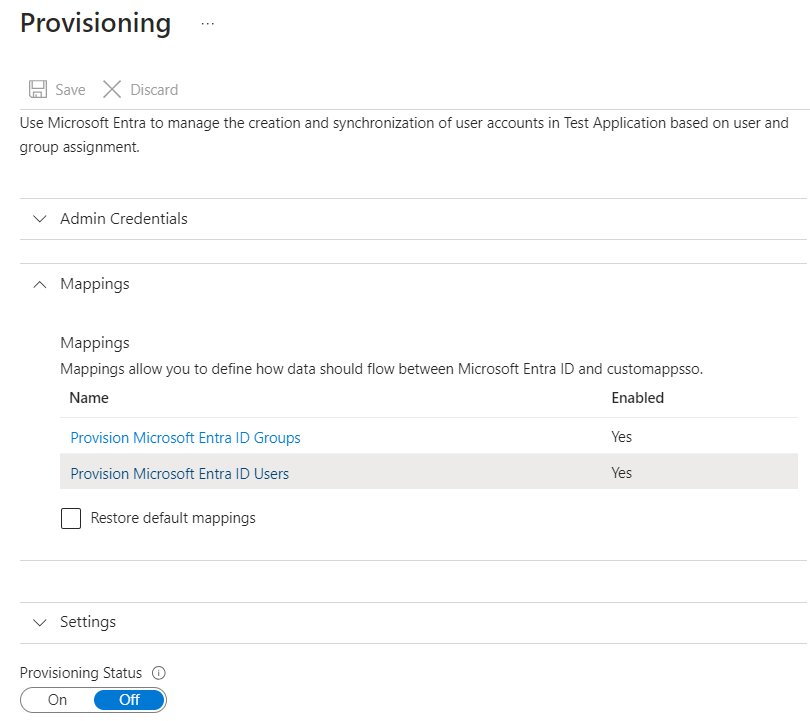 Provisioning ...
Save Discard
Use Microsoft Entra to manage the creation and synchronization of user accounts in Test Application based on user and
group assignment.
Admin Credentials
Mappings
Mappings
Mappings allow you to define how data should flow between Microsoft Entra ID and customappsso.
Name Enabled
Provision Microsoft Entra ID Groups Yes
Provision Microsoft Entra ID Users Yes
Restore default mappings
Settings
Provisioning Status
On Off